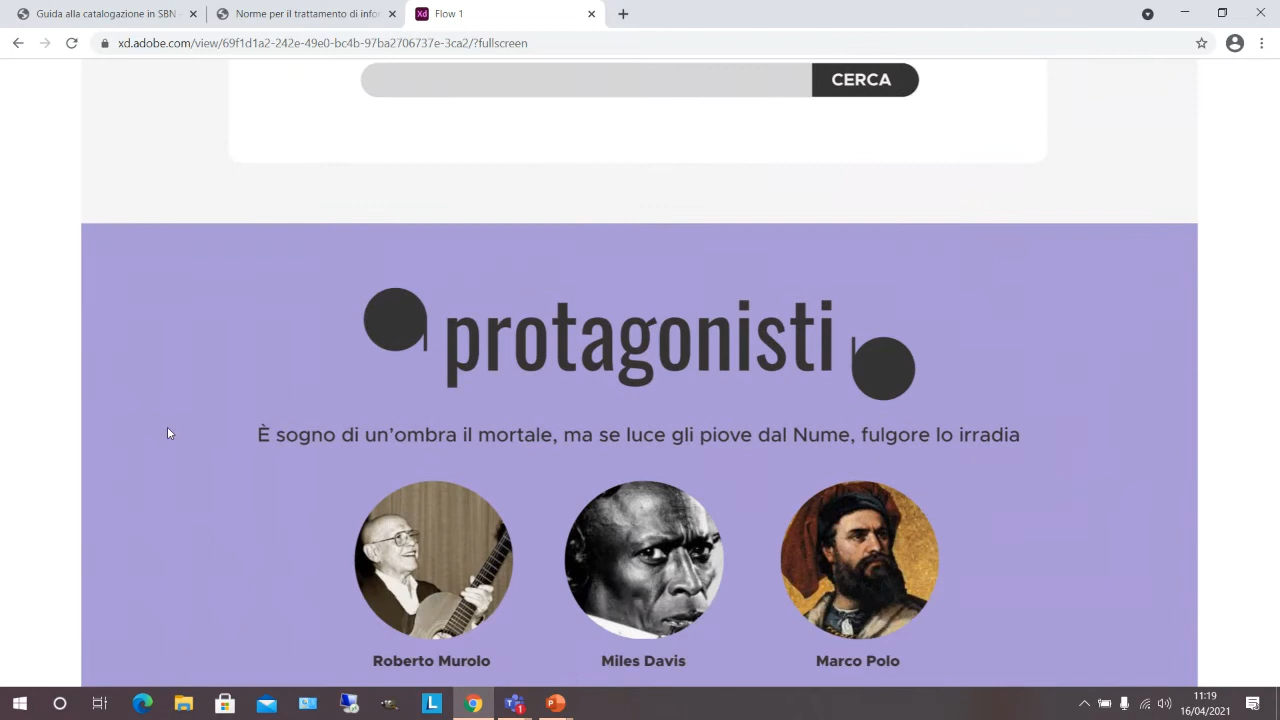 Guida alla catalogazione in SBN
Norme per il trattamento di info
Flow 1
xd.adobe.com/view/69f1d1a2-242e-49e0-bc4b-97ba2706737e-3ca2/?fullscreen
CERCA
protagonisti
È sogno di un’ombra il mortale, ma se luce gli piove dal Nume, fulgore lo irradia
Roberto Murolo
Miles Davis
Marco Polo
11:19
16/04/2021